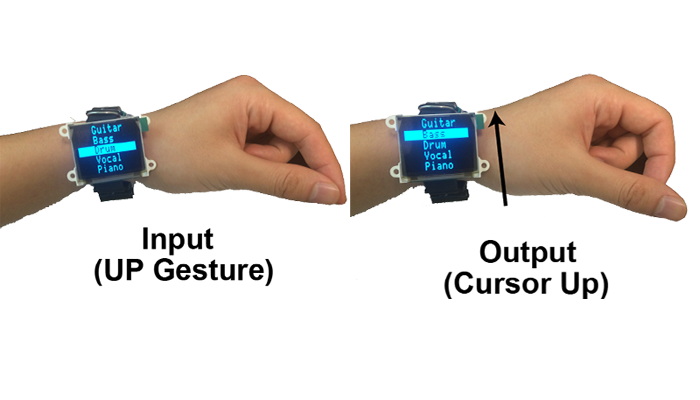 Guitar
Bass
Drum
Vocal
Piano
Input
(UP Gesture)
Guitar
Bass
Drum
Vocal
Piano
Output
(Cursor Up)